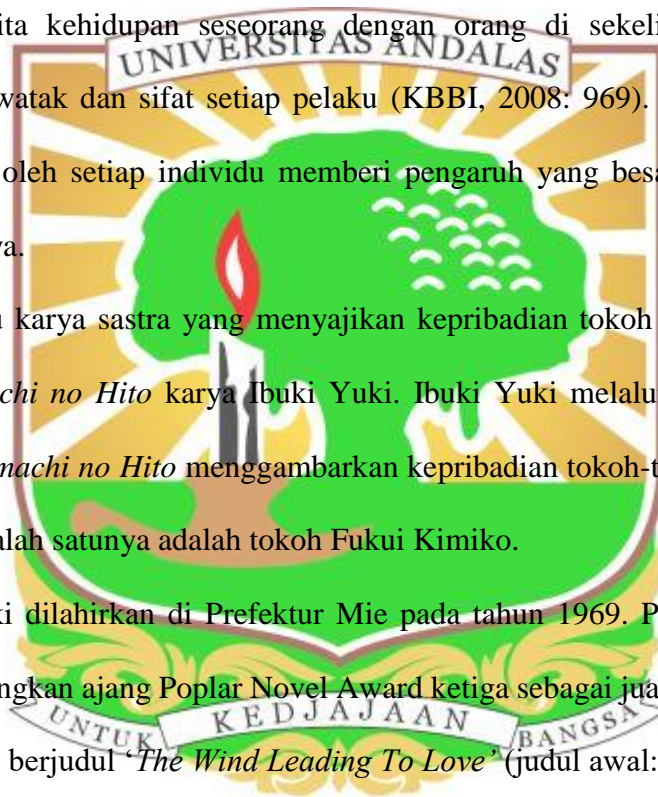 ita kehidupan seseorang dengan orang di sekeli
UNIVERSITAS ANDALAS
watak dan sifat setiap pelaku (KBBI, 2008: 969).
oleh setiap individu memberi pengaruh yang besa
a.
karya sastra yang menyajikan kepribadian tokoh
chi no Hito karya Ibuki Yuki. Ibuki Yuki melalu
machi no Hito menggambarkan kepribadian tokoh-t
alah satunya adalah tokoh Fukui Kimiko.
ki dilahirkan di Prefektur Mie pada tahun 1969. P
ngkan ajang Poplar Novel Award ketiga sebagai jua
UNTUK KEDJAJAAN BANGSA
berjudul ‘The Wind Leading To Love’ (judul awal: